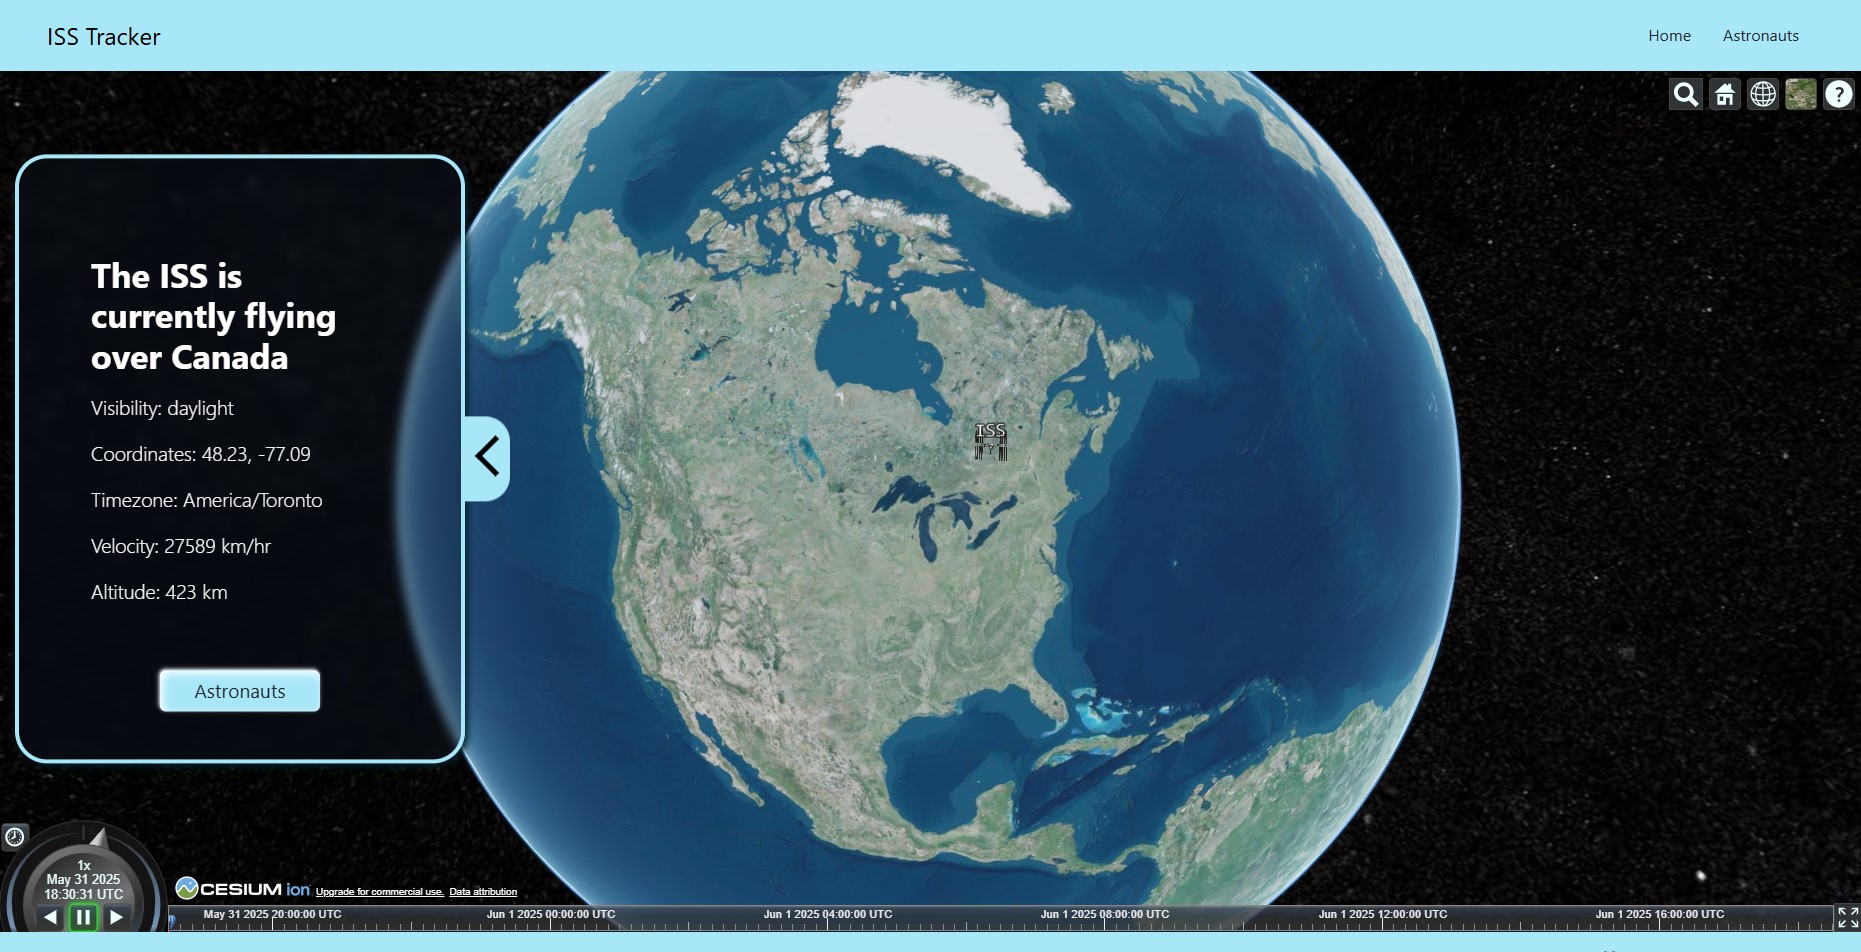 ISS Tracker
Home Astronauts
?
The ISS is
currently flying
over Canada
Visibility: daylight
Coordinates: 48.23, -77.09
Timezone: America/Toronto
Velocity: 27589 km/hr
Altitude: 423 km
Astronauts
ISS
1x
May 31 2025
18:30:31 UTC
CESIUM ion Upgrade for commercial use. Data attribution
May 31 2025 20:00:00 UTC Jun 1 2025 00:00:00 UTC Jun 1 2025 04:00:00 UTC Jun 1 2025 08:00:00 UTC Jun 1 2025 12:00:00 UTC Jun 1 2025 16:00:00 UTC